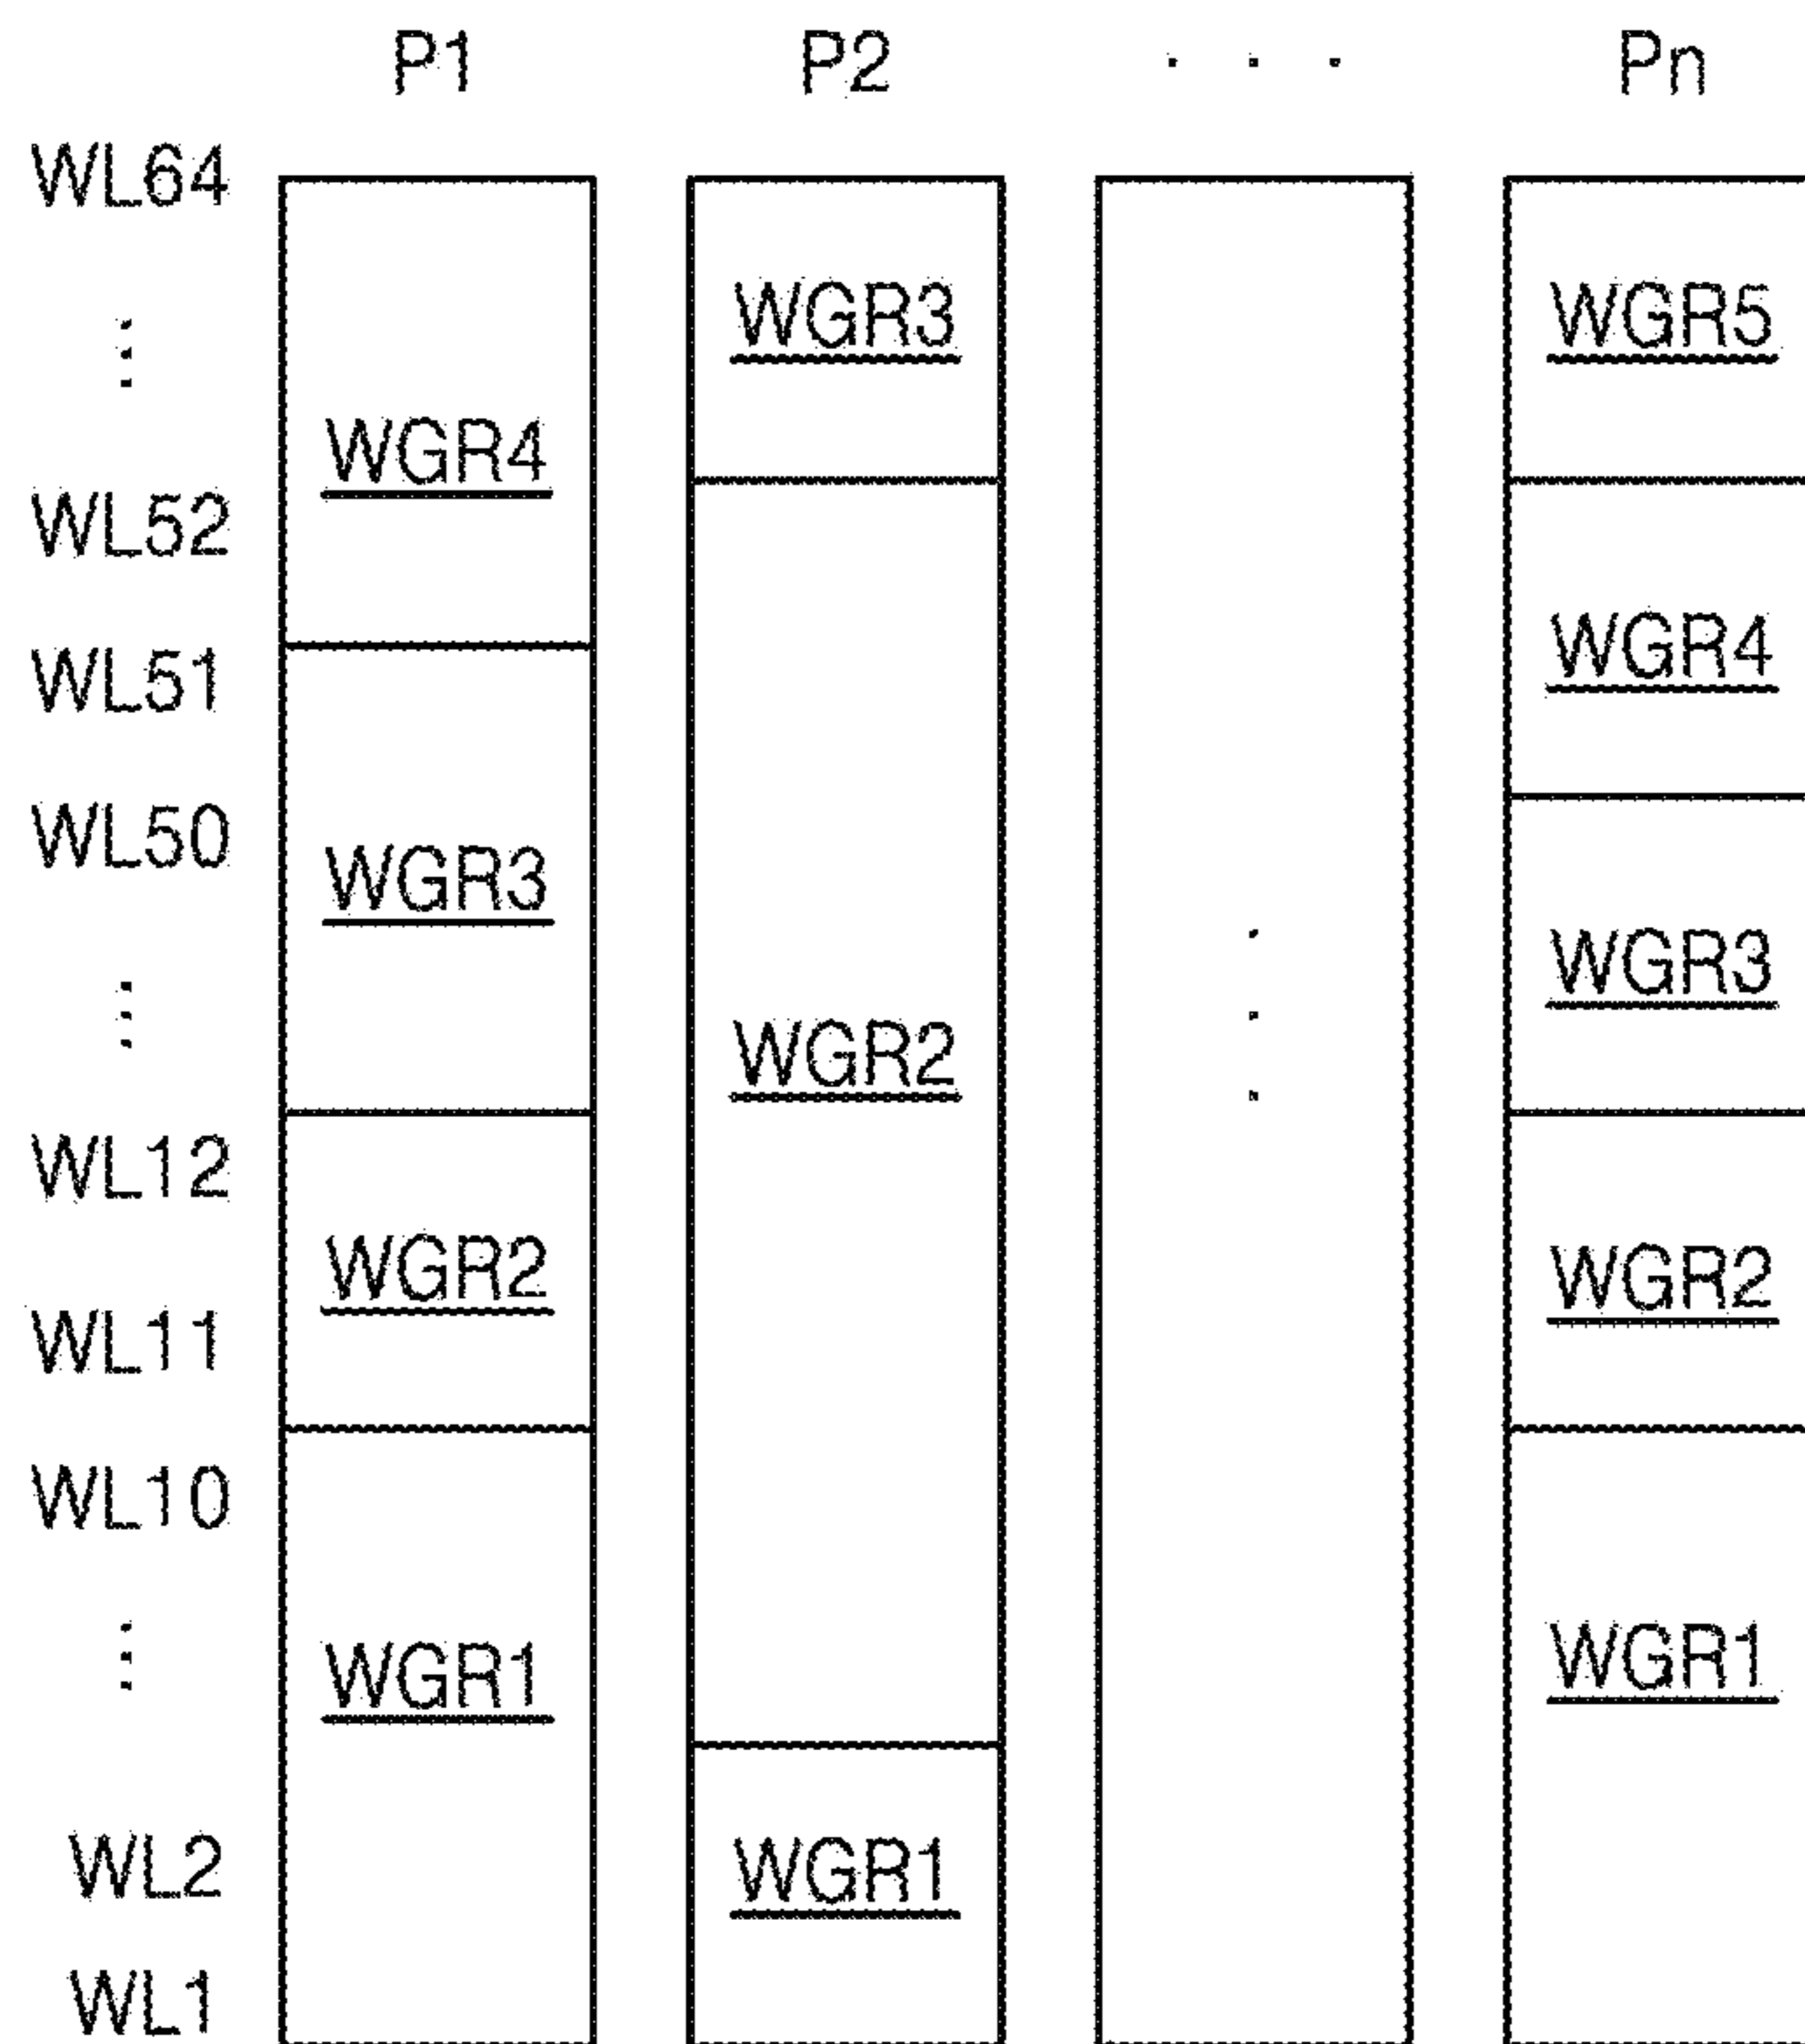 P1 P2 . . . Pn
WL64
WGR3 WGR5
⋮
WGR4
WL52
WGR4
WL51
WL50
WGR3
WGR3
⋮
WGR2
WL12
WGR2 WGR2
WL11
WL10
⋮
WGR1 WGR1
WL2
WGR1
WL1